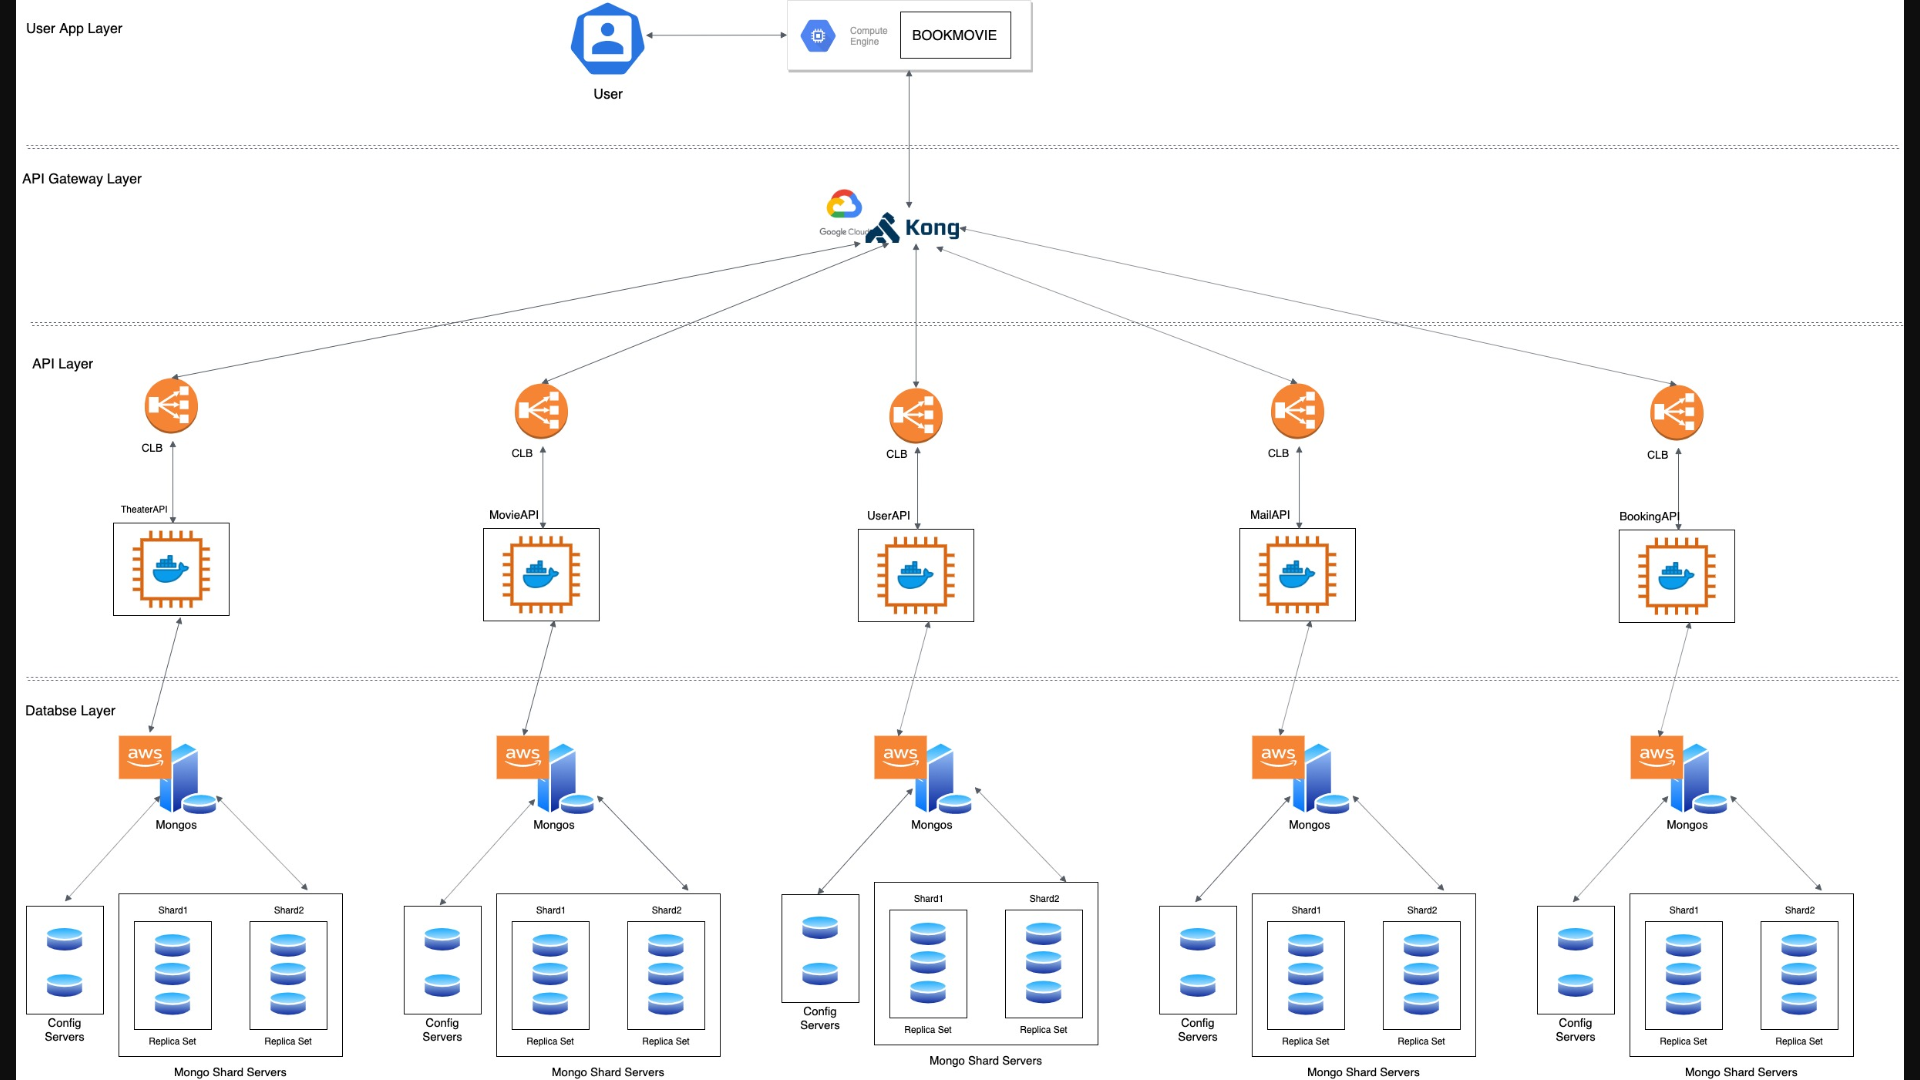 User App Layer
Compute
Engine
BOOKMOVIE
User
API Gateway Layer
Google Cloud
Kong
API Layer
CLB
CLB
CLB
CLB
CLB
TheaterAPI
MovieAPI
UserAPI
MailAPI
BookingAPI
Databse Layer
aws
aws
aws
aws
aws
Mongos
Mongos
Mongos
Mongos
Mongos
Shard1
Shard2
Shard1
Shard2
Shard1
Shard2
Shard1
Shard2
Shard1
Shard2
Config
Servers
Replica Set
Replica Set
Config
Servers
Replica Set
Replica Set
Config
Servers
Replica Set
Replica Set
Config
Servers
Replica Set
Replica Set
Config
Servers
Replica Set
Replica Set
Mongo Shard Servers
Mongo Shard Servers
Mongo Shard Servers
Mongo Shard Servers
Mongo Shard Servers